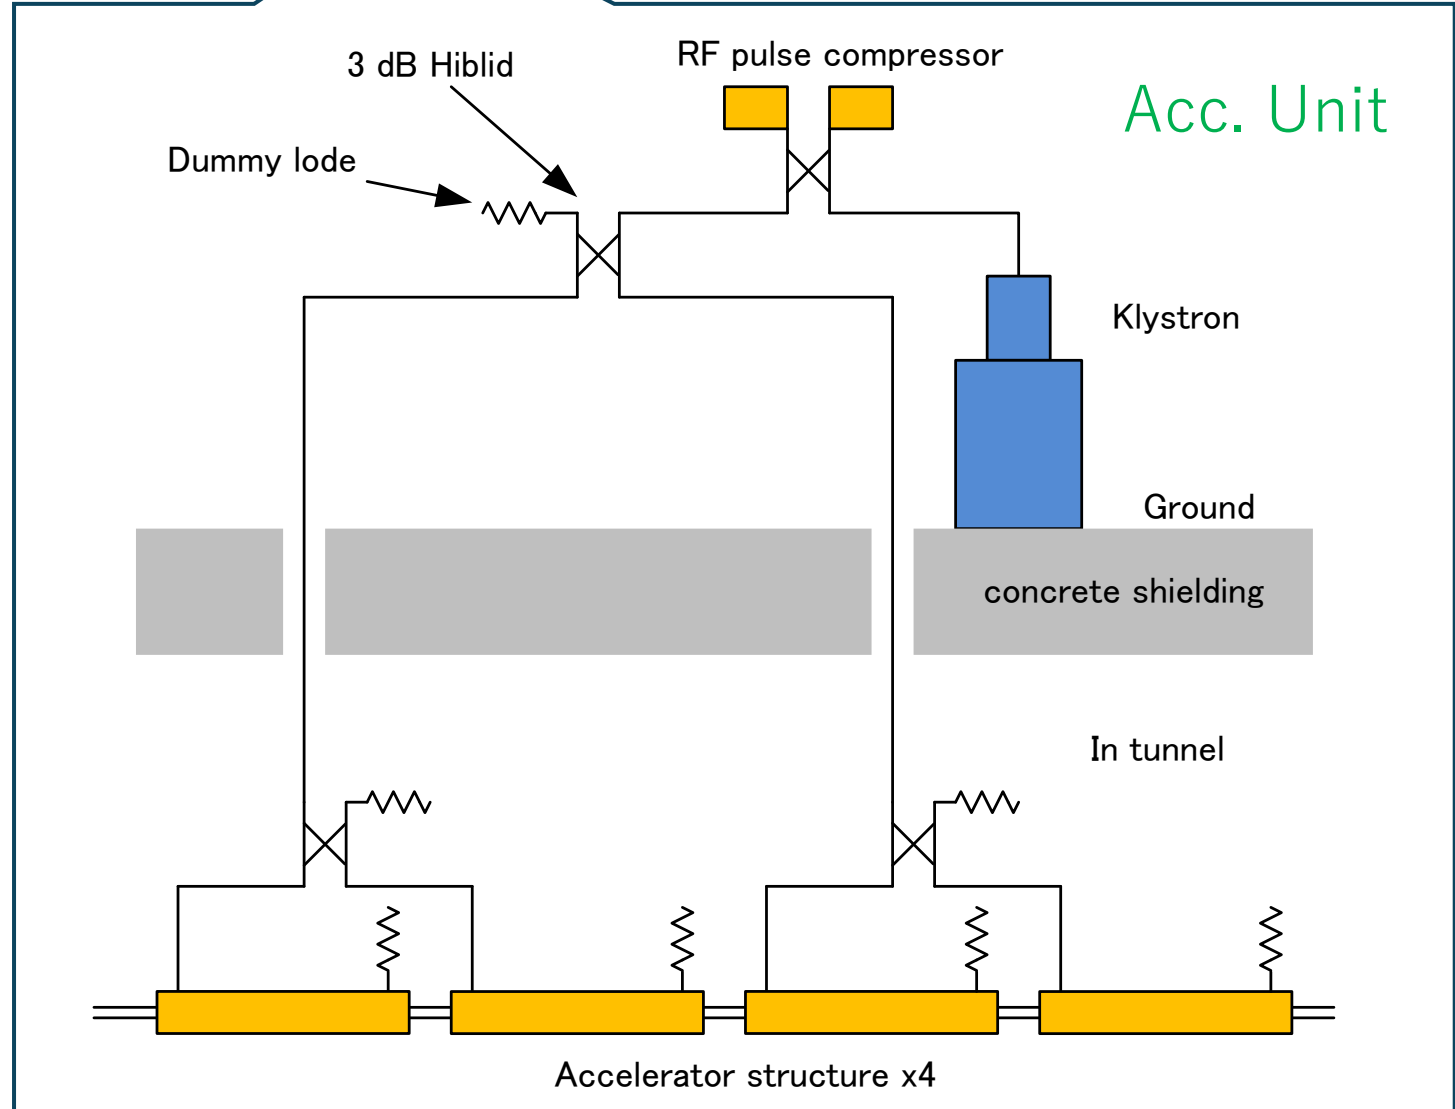 RF pulse compressor
3 dB Hiblid
Acc. Unit
Dummy lode
Klystron
Ground
concrete shielding
In tunnel
Accelerator structure x4